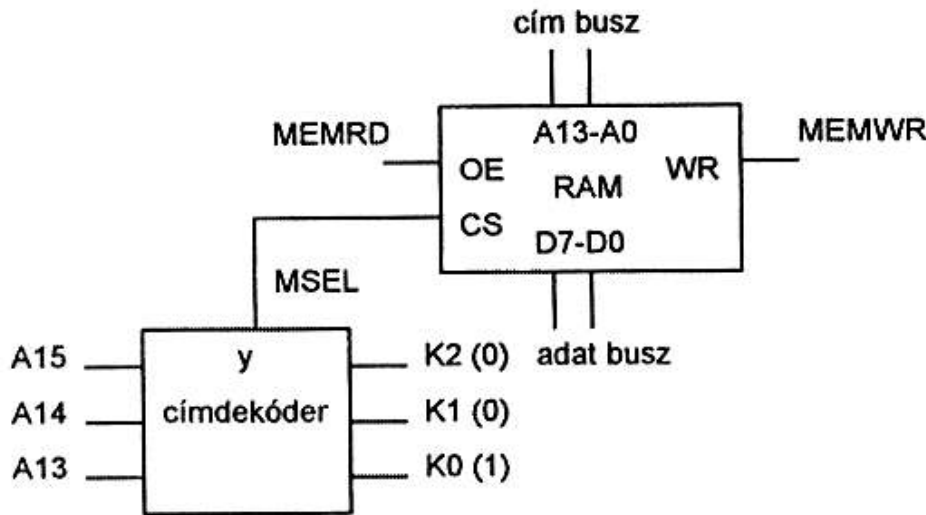 cím busz
MEMRD
A13-A0
MEMWR
OE
WR
RAM
CS
D7-D0
MSEL
adat busz
A15
y
K2 (0)
A14
címdekóder
K1 (0)
A13
K0 (1)